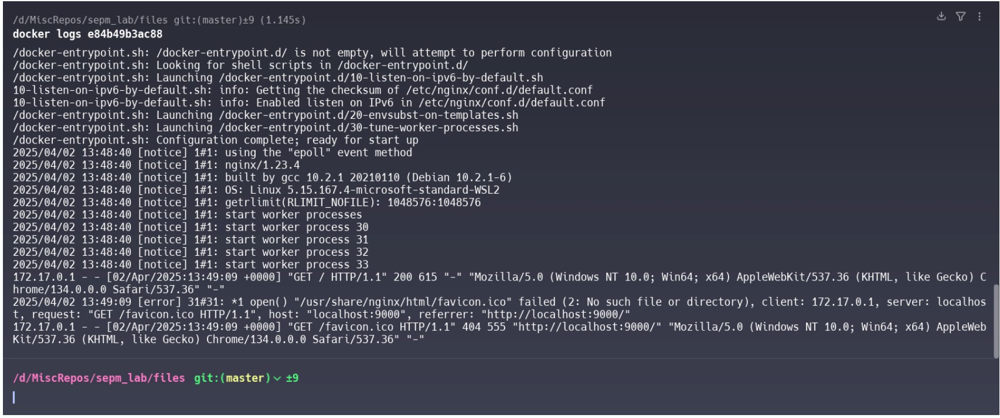 /d/MiscRepos/sepm_lab/files git:(master)±9 (1.145s)
docker logs e84b49b3ac88
/docker-entrypoint.sh: /docker-entrypoint.d/ is not empty, will attempt to perform configuration
/docker-entrypoint.sh: Looking for shell scripts in /docker-entrypoint.d/
/docker-entrypoint.sh: Launching /docker-entrypoint.d/10-listen-on-ipv6-by-default.sh
10-listen-on-ipv6-by-default.sh: info: Getting the checksum of /etc/nginx/conf.d/default.conf
10-listen-on-ipv6-by-default.sh: info: Enabled listen on IPv6 in /etc/nginx/conf.d/default.conf
/docker-entrypoint.sh: Launching /docker-entrypoint.d/20-envsubst-on-templates.sh
/docker-entrypoint.sh: Launching /docker-entrypoint.d/30-tune-worker-processes.sh
/docker-entrypoint.sh: Configuration complete; ready for start up
2025/04/02 13:48:40 [notice] 1#1: using the "epoll" event method
2025/04/02 13:48:40 [notice] 1#1: nginx/1.23.4
2025/04/02 13:48:40 [notice] 1#1: built by gcc 10.2.1 20210110 (Debian 10.2.1-6)
2025/04/02 13:48:40 [notice] 1#1: OS: Linux 5.15.167.4-microsoft-standard-WSL2
2025/04/02 13:48:40 [notice] 1#1: getrlimit(RLIMIT_NOFILE): 1048576:1048576
2025/04/02 13:48:40 [notice] 1#1: start worker processes
2025/04/02 13:48:40 [notice] 1#1: start worker process 30
2025/04/02 13:48:40 [notice] 1#1: start worker process 31
2025/04/02 13:48:40 [notice] 1#1: start worker process 32
2025/04/02 13:48:40 [notice] 1#1: start worker process 33
172.17.0.1 - - [02/Apr/2025:13:49:09 +0000] "GET / HTTP/1.1" 200 615 "-" "Mozilla/5.0 (Windows NT 10.0; Win64; x64) AppleWebKit/537.36 (KHTML, like Gecko) C
hrome/134.0.0.0 Safari/537.36" "-"
2025/04/02 13:49:09 [error] 31#31: *1 open() "/usr/share/nginx/html/favicon.ico" failed (2: No such file or directory), client: 172.17.0.1, server: localhos
t, request: "GET /favicon.ico HTTP/1.1", host: "localhost:9000", referrer: "http://localhost:9000/"
172.17.0.1 - - [02/Apr/2025:13:49:09 +0000] "GET /favicon.ico HTTP/1.1" 404 555 "http://localhost:9000/" "Mozilla/5.0 (Windows NT 10.0; Win64; x64) AppleWeb
Kit/537.36 (KHTML, like Gecko) Chrome/134.0.0.0 Safari/537.36" "-"
/d/MiscRepos/sepm_lab/files git:(master) ±9